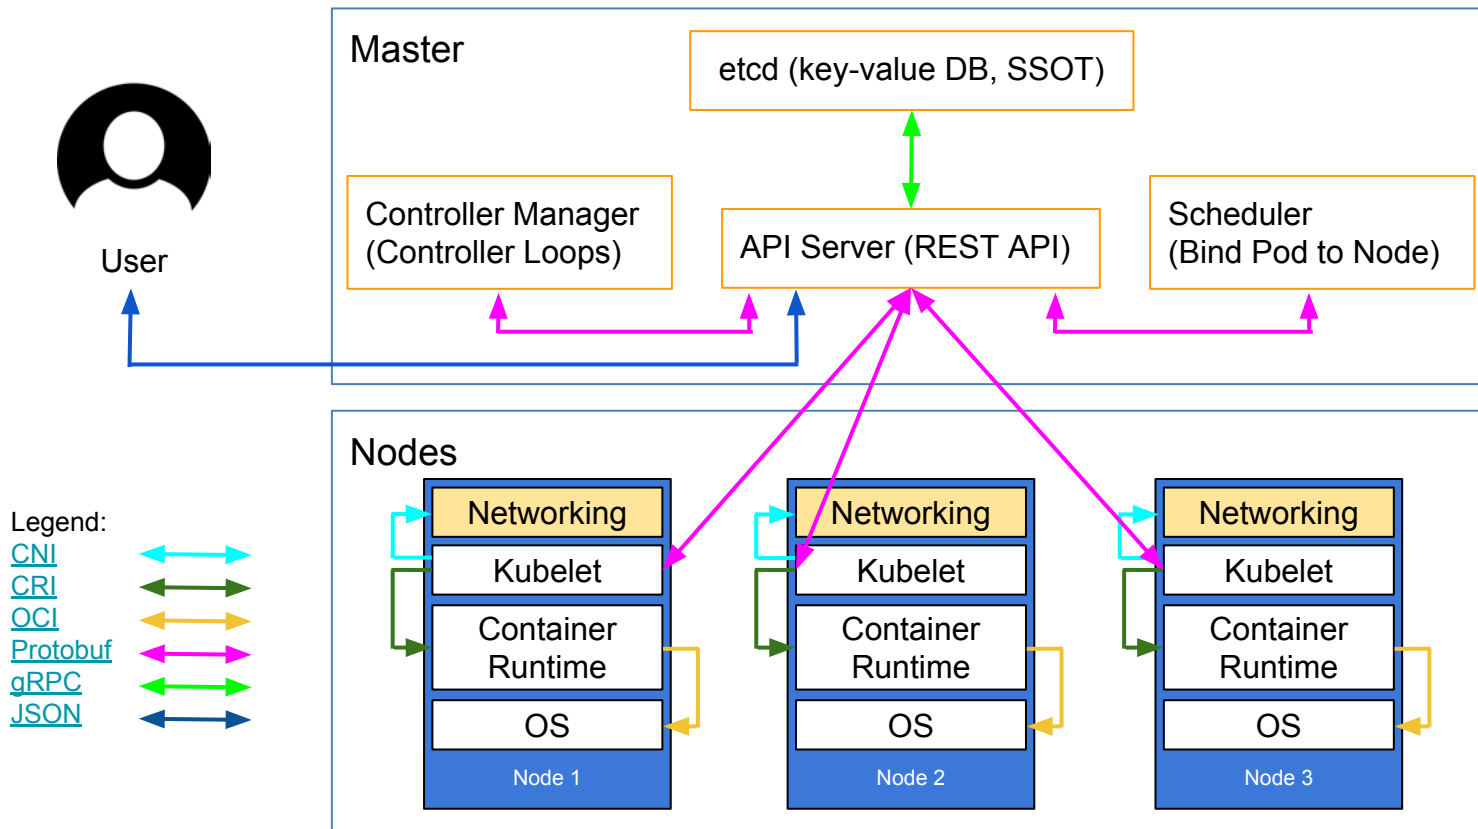 Master
etcd (key-value DB, SSOT)
Controller Manager
(Controller Loops)
API Server (REST API)
Scheduler
(Bind Pod to Node)
User
Nodes
Networking
Kubelet
Container
Runtime
OS
Node 1
Networking
Kubelet
Container
Runtime
OS
Node 2
Networking
Kubelet
Container
Runtime
OS
Node 3
Legend:
CNI
CRI
OCI
Protobuf
gRPC
JSON